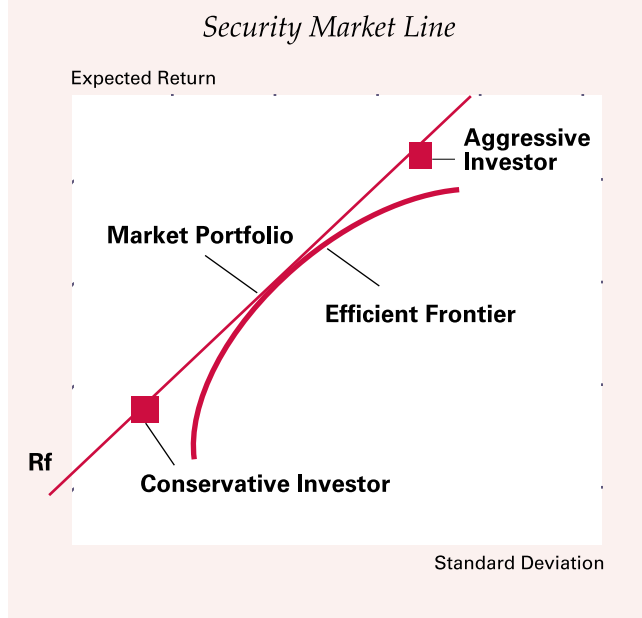 Security Market Line
Expected Return
Aggressive
Investor
Market Portfolio
Efficient Frontier
Rf
Conservative Investor
Standard Deviation